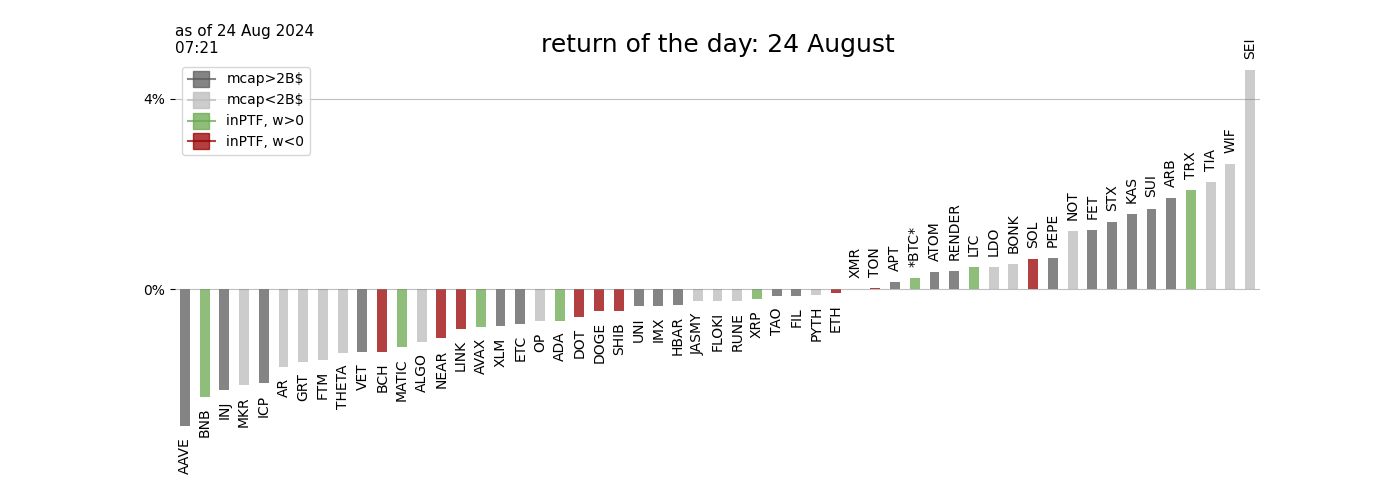 as of 24 Aug 2024
07:21
return of the day: 24 August
mcap>2B$
mcap<2B$
inPTF, w>0
inPTF, w<0
4%
0%
AAVE
BNB
INJ
MKR
ICP
AR
GRT
FTM
THETA
VET
BCH
MATIC
ALGO
NEAR
LINK
AVAX
XLM
ETC
OP
ADA
DOT
DOGE
SHIB
UNI
IMX
HBAR
JASMY
FLOKI
RUNE
XRP
TAO
FIL
PYTH
ETH
XMR
TON
APT
*BTC*
ATOM
RENDER
LTC
LDO
BONK
SOL
PEPE
NOT
FET
STX
KAS
SUI
ARB
TRX
TIA
WIF
SEI